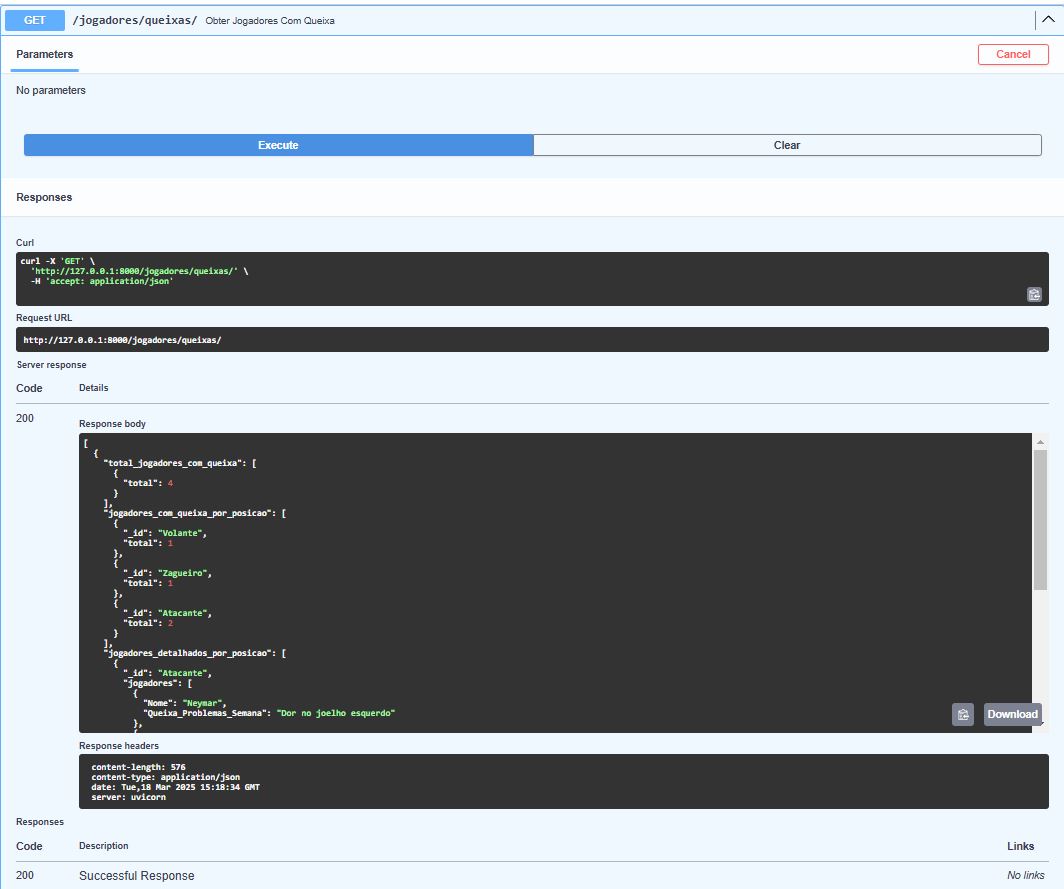 GET /jogadores/queixas/ Obter Jogadores Com Queixa
Parameters
Cancel
No parameters
Execute
Clear
Responses
Curl
curl -X 'GET' \
  'http://127.0.0.1:8000/jogadores/queixas/' \
  -H 'accept: application/json'
Request URL
http://127.0.0.1:8000/jogadores/queixas/
Server response
Code Details
200
Response body
[
  {
    "total_jogadores_com_queixa": [
      {
        "total": 4
      }
    ],
    "jogadores_com_queixa_por_posicao": [
      {
        "_id": "Volante",
        "total": 1
      },
      {
        "_id": "Zagueiro",
        "total": 1
      },
      {
        "_id": "Atacante",
        "total": 2
      }
    ],
    "jogadores_detalhados_por_posicao": [
      {
        "_id": "Atacante",
        "jogadores": [
          {
            "Nome": "Neymar",
            "Queixa_Problemas_Semana": "Dor no joelho esquerdo"
          },
          {
Download
Response headers
content-length: 576
content-type: application/json
date: Tue,18 Mar 2025 15:18:34 GMT
server: uvicorn
Responses
Code Description Links
200 Successful Response No links